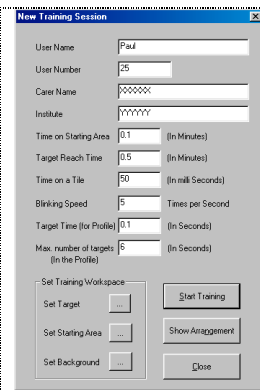 New Training Session
User Name Paul
User Number 25
Carer Name XXXXXX
Institute YYYYYY
Time on Starting Area 0.1 (In Minutes)
Target Reach Time 0.5 (In Minutes)
Time on a Tile 50 (In milli Seconds)
Blinking Speed 5 Times per Second
Target Time (for Profile) 0.1 (In Seconds)
Max. number of targets 6 (In Seconds)
(In the Profile)
Set Training Workspace
Set Target ...
Set Starting Area ...
Set Background ...
Start Training
Show Arrangement
Close